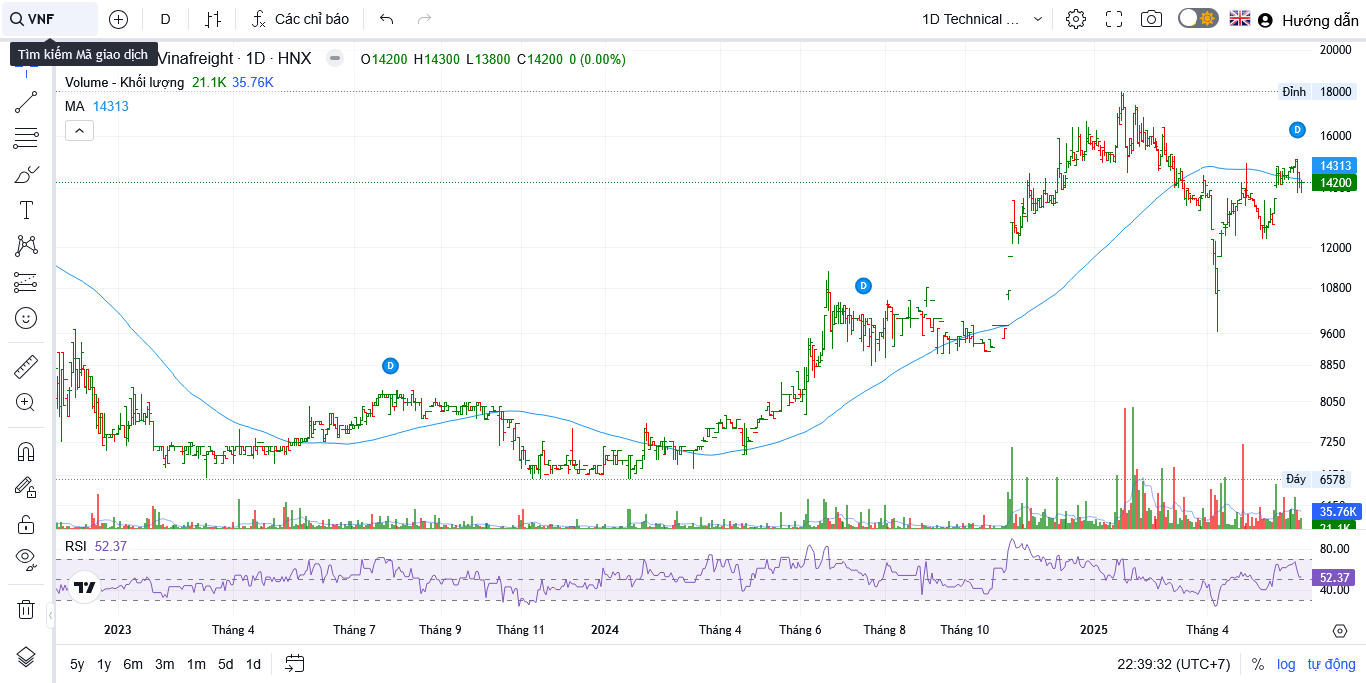 VNF D Các chỉ báo 1D Technical ... Hướng dẫn
Tìm kiếm Mã giao dịch
Vinafreight · 1D · HNX O14200 H14300 L13800 C14200 0 (0.00%)
Volume - Khối lượng 21.1K 35.76K
MA 14313
20000
Đỉnh 18000
D
16000
14313
14200
12000
D
10800
9600
D
8850
8050
7250
Đáy 6578
35.76K
21.1K
RSI 52.37
80.00
52.37
40.00
2023 Tháng 4 Tháng 7 Tháng 9 Tháng 11 2024 Tháng 4 Tháng 6 Tháng 8 Tháng 10 2025 Tháng 4
5y 1y 6m 3m 1m 5d 1d 22:39:32 (UTC+7) % log tự động